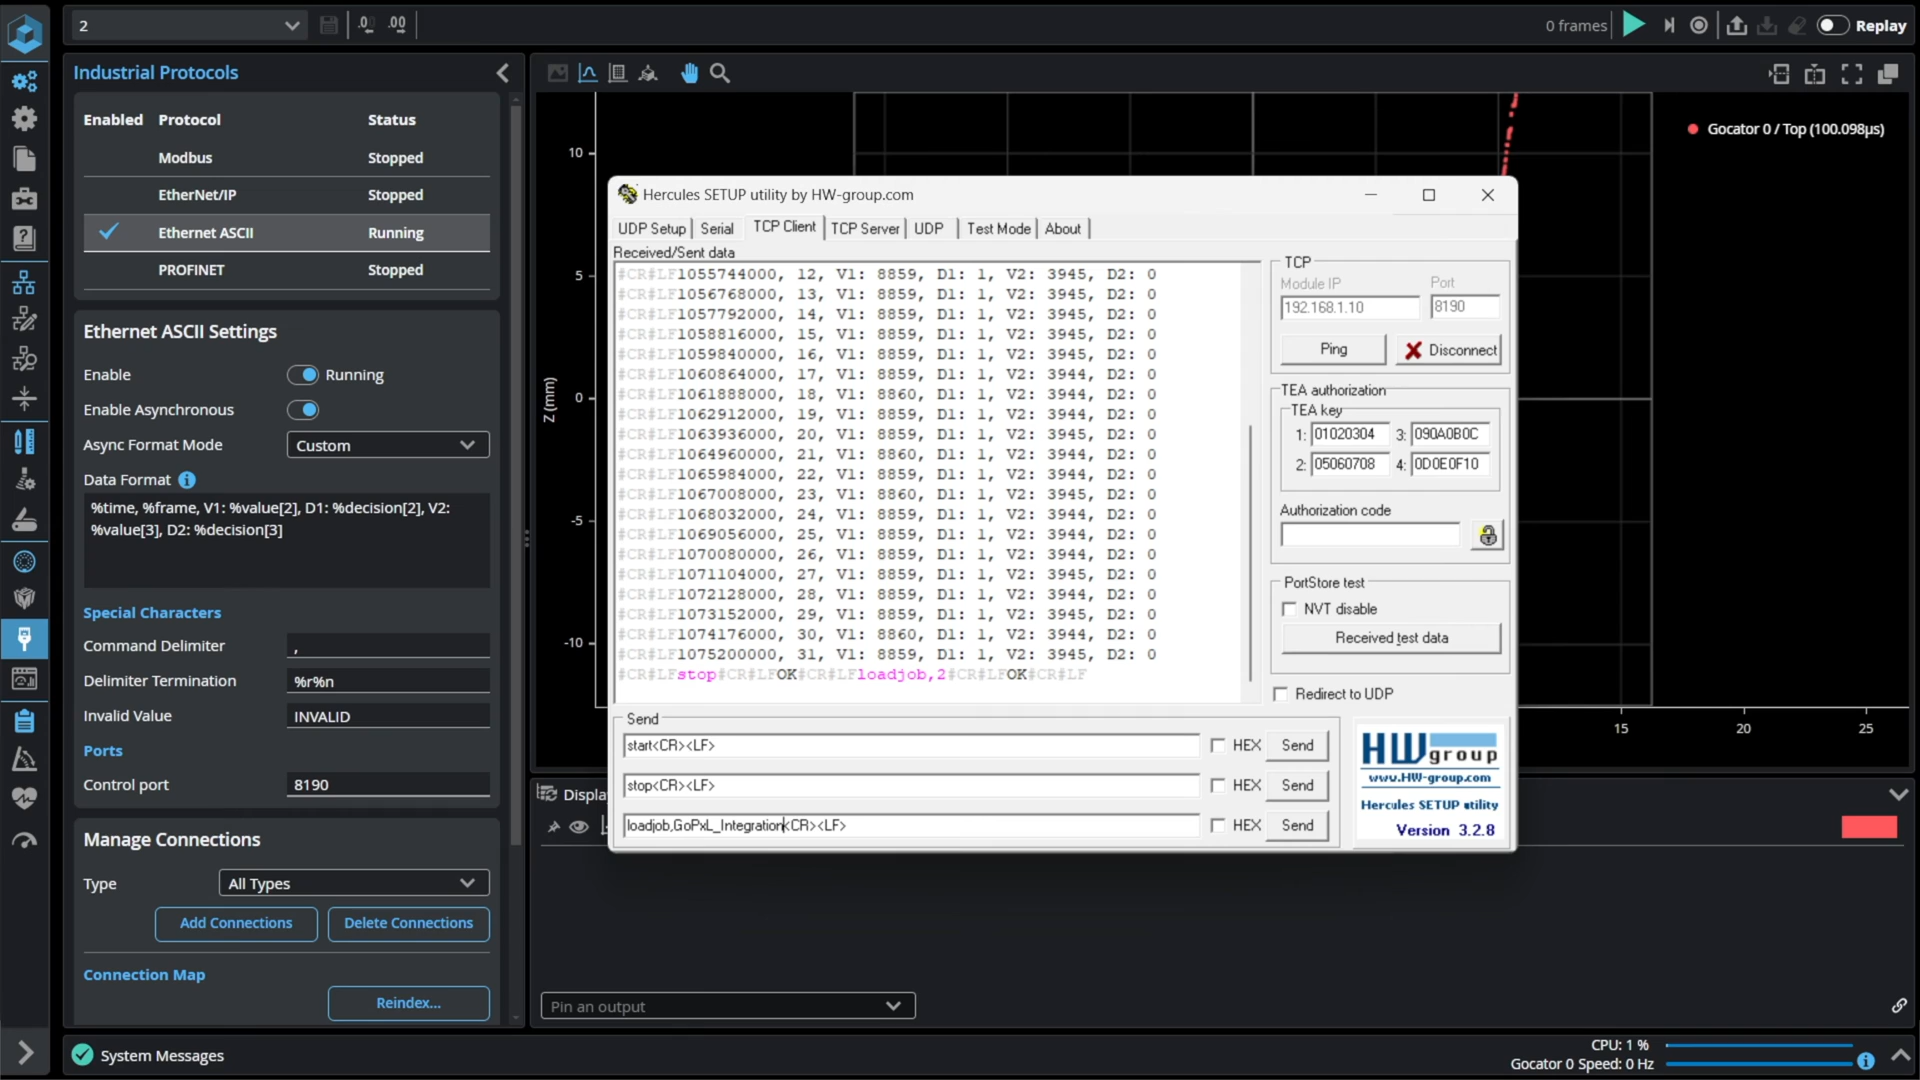 2
0 frames
Replay
Industrial Protocols
Enabled Protocol Status
Modbus Stopped
EtherNet/IP Stopped
Ethernet ASCII Running
PROFINET Stopped
Ethernet ASCII Settings
Enable Running
Enable Asynchronous
Async Format Mode Custom
Data Format
%time, %frame, V1: %value[2], D1: %decision[2], V2:
%value[3], D2: %decision[3]
Special Characters
Command Delimiter ,
Delimiter Termination %r%n
Invalid Value INVALID
Ports
Control port 8190
Manage Connections
Type All Types
Add Connections Delete Connections
Connection Map
Reindex...
Z (mm)
10
5
0
-5
-10
15 20 25
Gocator 0 / Top (100.098µs)
Hercules SETUP utility by HW-group.com
UDP Setup Serial TCP Client TCP Server UDP Test Mode About
Received/Sent data
#CR#LF1055744000, 12, V1: 8859, D1: 1, V2: 3945, D2: 0
#CR#LF1056768000, 13, V1: 8859, D1: 1, V2: 3945, D2: 0
#CR#LF1057792000, 14, V1: 8859, D1: 1, V2: 3945, D2: 0
#CR#LF1058816000, 15, V1: 8859, D1: 1, V2: 3945, D2: 0
#CR#LF1059840000, 16, V1: 8859, D1: 1, V2: 3945, D2: 0
#CR#LF1060864000, 17, V1: 8859, D1: 1, V2: 3944, D2: 0
#CR#LF1061888000, 18, V1: 8860, D1: 1, V2: 3944, D2: 0
#CR#LF1062912000, 19, V1: 8859, D1: 1, V2: 3944, D2: 0
#CR#LF1063936000, 20, V1: 8859, D1: 1, V2: 3945, D2: 0
#CR#LF1064960000, 21, V1: 8860, D1: 1, V2: 3944, D2: 0
#CR#LF1065984000, 22, V1: 8859, D1: 1, V2: 3944, D2: 0
#CR#LF1067008000, 23, V1: 8860, D1: 1, V2: 3945, D2: 0
#CR#LF1068032000, 24, V1: 8859, D1: 1, V2: 3944, D2: 0
#CR#LF1069056000, 25, V1: 8859, D1: 1, V2: 3945, D2: 0
#CR#LF1070080000, 26, V1: 8859, D1: 1, V2: 3944, D2: 0
#CR#LF1071104000, 27, V1: 8859, D1: 1, V2: 3945, D2: 0
#CR#LF1072128000, 28, V1: 8859, D1: 1, V2: 3944, D2: 0
#CR#LF1073152000, 29, V1: 8859, D1: 1, V2: 3945, D2: 0
#CR#LF1074176000, 30, V1: 8860, D1: 1, V2: 3944, D2: 0
#CR#LF1075200000, 31, V1: 8859, D1: 1, V2: 3945, D2: 0
#CR#LFstop#CR#LFOK#CR#LFloadjob,2#CR#LFOK#CR#LF
TCP
Module IP Port
192.168.1.10 8190
Ping Disconnect
TEA authorization
TEA key
1: 01020304 3: 090A0B0C
2: 05060708 4: 0D0E0F10
Authorization code
PortStore test
NVT disable
Received test data
Redirect to UDP
Send
start<CR><LF> HEX Send
stop<CR><LF> HEX Send
loadjob,GoPxL_Integration<CR><LF> HEX Send
HWgroup
www.HW-group.com
Hercules SETUP utility
Version 3.2.8
Displa
Pin an output
System Messages
CPU: 1 %
Gocator 0 Speed: 0 Hz